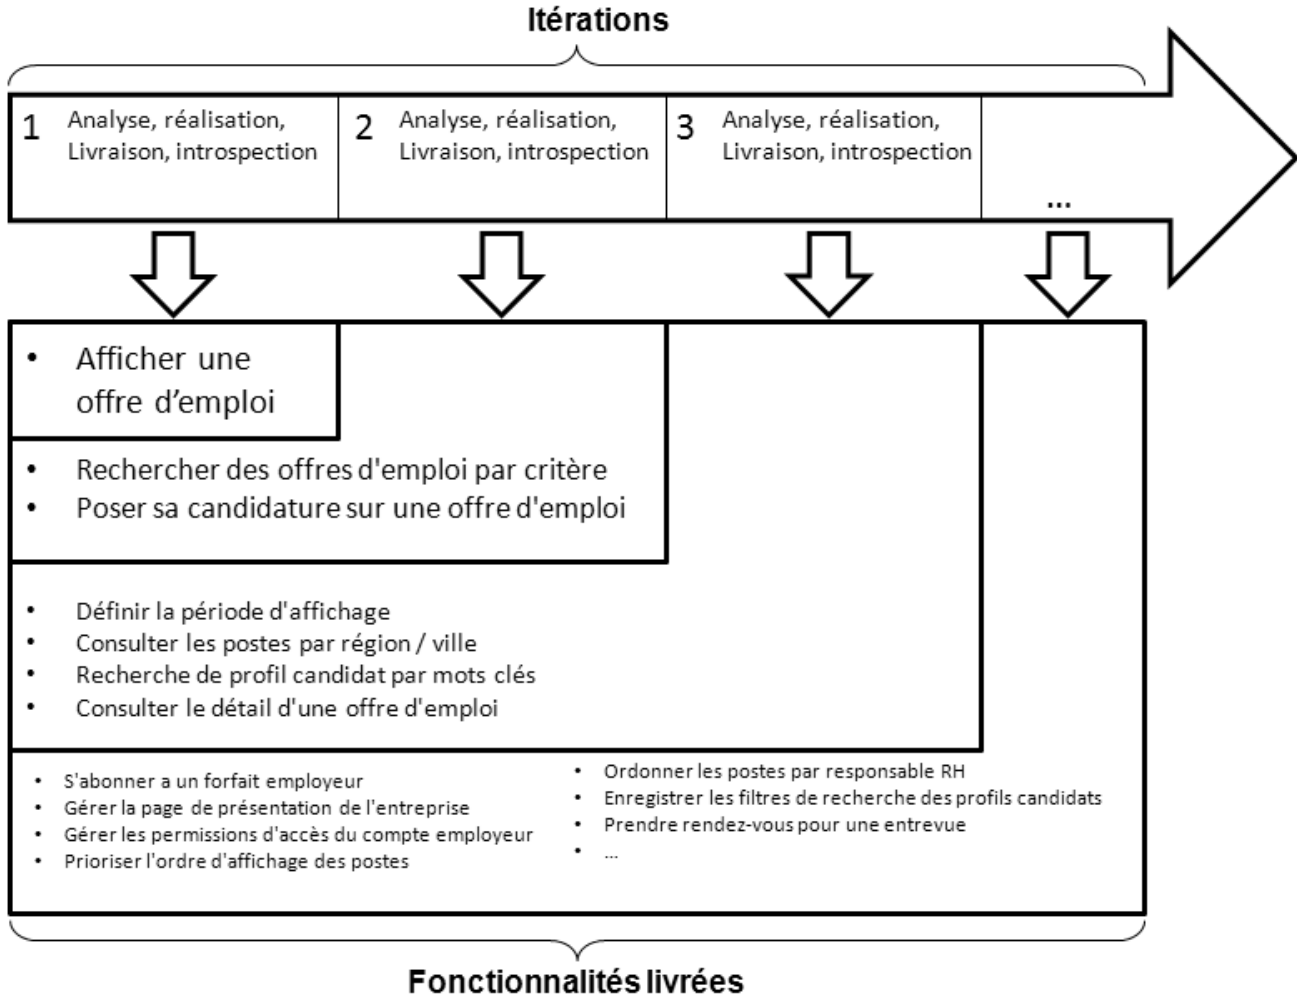 Itérations
1 Analyse, réalisation,
Livraison, introspection
2 Analyse, réalisation,
Livraison, introspection
3 Analyse, réalisation,
Livraison, introspection
...
• Afficher une
offre d’emploi
• Rechercher des offres d'emploi par critère
• Poser sa candidature sur une offre d'emploi
• Définir la période d'affichage
• Consulter les postes par région / ville
• Recherche de profil candidat par mots clés
• Consulter le détail d'une offre d'emploi
• S'abonner a un forfait employeur
• Gérer la page de présentation de l'entreprise
• Gérer les permissions d'accès du compte employeur
• Prioriser l'ordre d'affichage des postes
• Ordonner les postes par responsable RH
• Enregistrer les filtres de recherche des profils candidats
• Prendre rendez-vous pour une entrevue
• ...
Fonctionnalités livrées